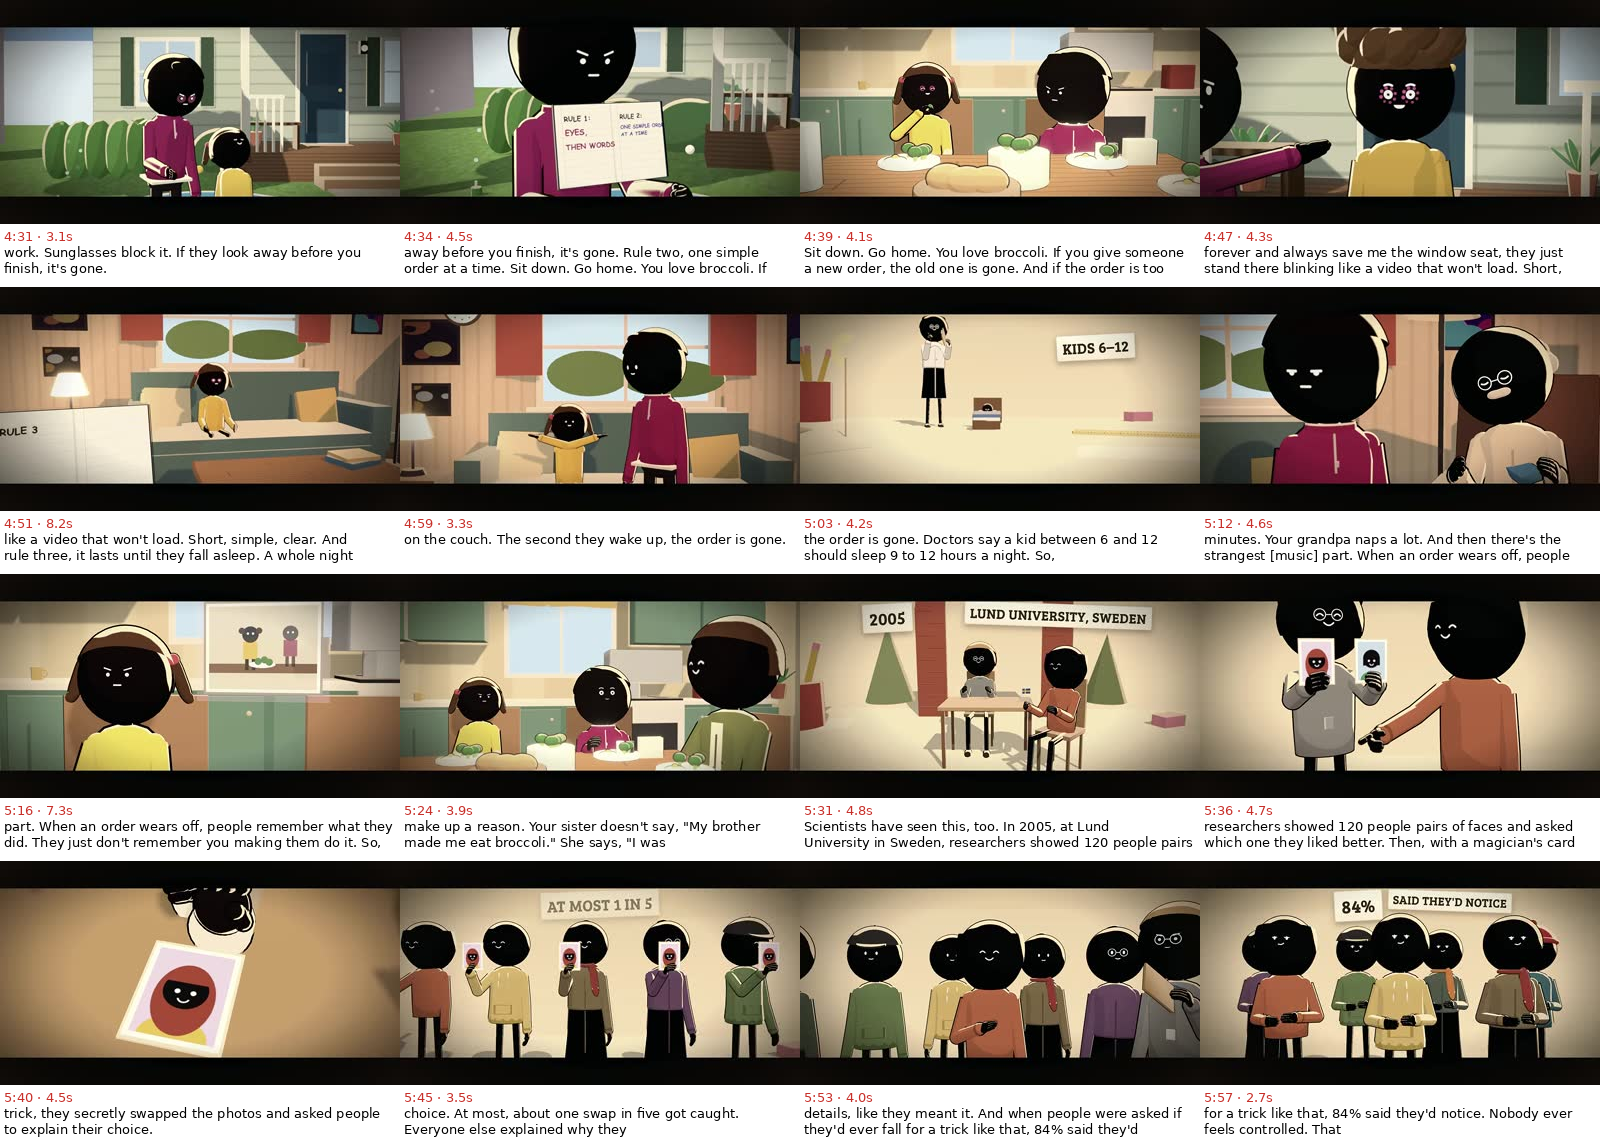 RULE 1:
EYES,
THEN WORDS
RULE 2:
ONE SIMPLE ORDER
AT A TIME
4:31 · 3.1s
work. Sunglasses block it. If they look away before you
finish, it's gone.
4:34 · 4.5s
away before you finish, it's gone. Rule two, one simple
order at a time. Sit down. Go home. You love broccoli. If
4:39 · 4.1s
Sit down. Go home. You love broccoli. If you give someone
a new order, the old one is gone. And if the order is too
4:47 · 4.3s
forever and always save me the window seat, they just
stand there blinking like a video that won't load. Short,
RULE 3
KIDS 6–12
4:51 · 8.2s
like a video that won't load. Short, simple, clear. And
rule three, it lasts until they fall asleep. A whole night
4:59 · 3.3s
on the couch. The second they wake up, the order is gone.
5:03 · 4.2s
the order is gone. Doctors say a kid between 6 and 12
should sleep 9 to 12 hours a night. So,
5:12 · 4.6s
minutes. Your grandpa naps a lot. And then there's the
strangest [music] part. When an order wears off, people
2005
LUND UNIVERSITY, SWEDEN
5:16 · 7.3s
part. When an order wears off, people remember what they
did. They just don't remember you making them do it. So,
5:24 · 3.9s
make up a reason. Your sister doesn't say, "My brother
made me eat broccoli." She says, "I was
5:31 · 4.8s
Scientists have seen this, too. In 2005, at Lund
University in Sweden, researchers showed 120 people pairs
5:36 · 4.7s
researchers showed 120 people pairs of faces and asked
which one they liked better. Then, with a magician's card
AT MOST 1 IN 5
84%
SAID THEY'D NOTICE
5:40 · 4.5s
trick, they secretly swapped the photos and asked people
to explain their choice.
5:45 · 3.5s
choice. At most, about one swap in five got caught.
Everyone else explained why they
5:53 · 4.0s
details, like they meant it. And when people were asked if
they'd ever fall for a trick like that, 84% said they'd
5:57 · 2.7s
for a trick like that, 84% said they'd notice. Nobody ever
feels controlled. That